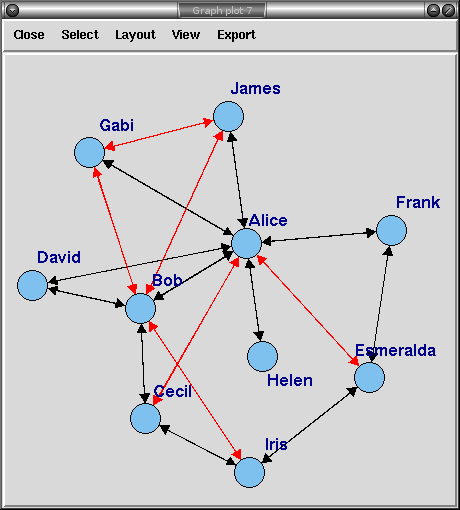 Graph plot 7
Close Select Layout View Export
James
Gabi
Frank
Alice
David
Bob
Esmeralda
Helen
Cecil
Iris